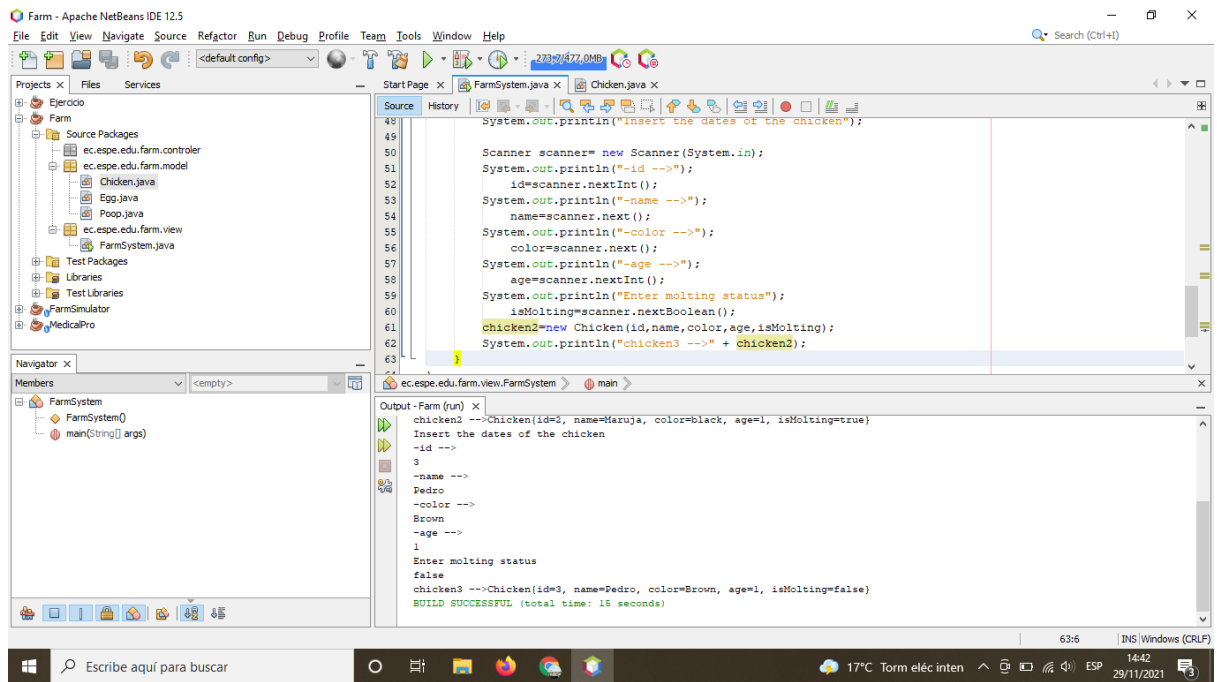 Farm - Apache NetBeans IDE 12.5
File Edit View Navigate Source Refactor Run Debug Profile Team Tools Window Help
Search (Ctrl+I)
<default config>
273,7/477,0MB
Projects Files Services
Start Page FarmSystem.java Chicken.java
Ejercicio
Farm
Source Packages
ec.espe.edu.farm.controler
ec.espe.edu.farm.model
Chicken.java
Egg.java
Poop.java
ec.espe.edu.farm.view
FarmSystem.java
Test Packages
Libraries
Test Libraries
FarmSimulator
MedicalPro
Source History
48 System.out.println("Insert the dates of the chicken");
49
50 Scanner scanner= new Scanner(System.in);
51 System.out.println("-id -->");
52 id=scanner.nextInt();
53 System.out.println("-name -->");
54 name=scanner.next();
55 System.out.println("-color -->");
56 color=scanner.next();
57 System.out.println("-age -->");
58 age=scanner.nextInt();
59 System.out.println("Enter molting status");
60 isMolting=scanner.nextBoolean();
61 chicken2=new Chicken(id,name,color,age,isMolting);
62 System.out.println("chicken3 -->" + chicken2);
63 }
ec.espe.edu.farm.view.FarmSystem main
Navigator
Members <empty>
FarmSystem
FarmSystem()
main(String[] args)
Output - Farm (run)
chicken2 -->Chicken{id=2, name=Maruja, color=black, age=1, isMolting=true}
Insert the dates of the chicken
-id -->
3
-name -->
Pedro
-color -->
Brown
-age -->
1
Enter molting status
false
chicken3 -->Chicken{id=3, name=Pedro, color=Brown, age=1, isMolting=false}
BUILD SUCCESSFUL (total time: 15 seconds)
63:6 INS Windows (CRLF)
Escribe aquí para buscar
17°C Torm eléc inten ESP
14:42
29/11/2021
3